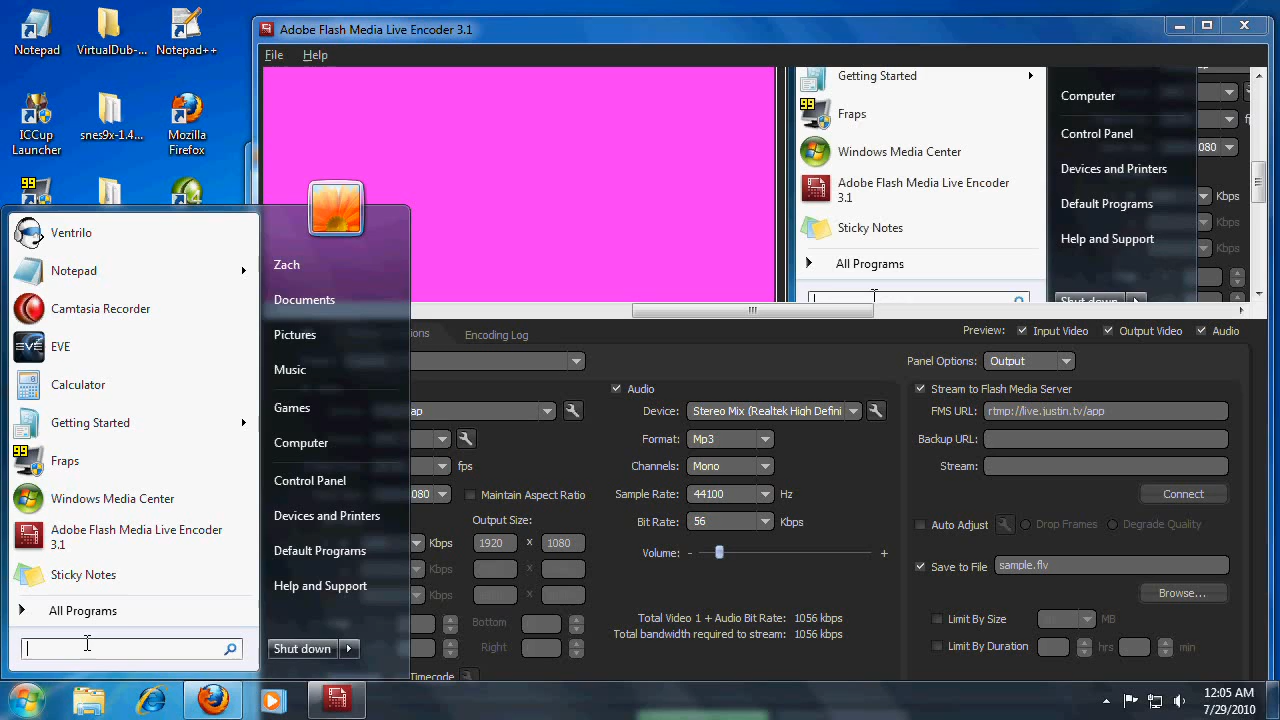 Notepad
VirtualDub-...
Notepad++
ICCup Launcher
snes9x-1.4...
Mozilla Firefox
99
Adobe Flash Media Live Encoder 3.1
File
Help
Getting Started
99
Fraps
Windows Media Center
Adobe Flash Media Live Encoder
3.1
Sticky Notes
All Programs
Computer
Control Panel
Devices and Printers
Default Programs
Help and Support
Shut down
080
Kbps
Kbps
Kbps
Ventrilo
Notepad
Camtasia Recorder
EVE
EVE
Calculator
Getting Started
99
Fraps
Windows Media Center
Adobe Flash Media Live Encoder
3.1
Sticky Notes
All Programs
Zach
Documents
Pictures
Music
Games
Computer
Control Panel
Devices and Printers
Default Programs
Help and Support
Shut down
Encoding Log
Preview: Input Video Output Video Audio
Panel Options: Output
ap
fps
080 Maintain Aspect Ratio
Output Size:
Kbps 1920 x 1080
Kbps x
Kbps x
Bottom
Right
Timecode
Audio
Device: Stereo Mix (Realtek High Defini
Format: Mp3
Channels: Mono
Sample Rate: 44100 Hz
Bit Rate: 56 Kbps
Volume: - +
Total Video 1 + Audio Bit Rate: 1056 kbps
Total bandwidth required to stream: 1056 kbps
Stream to Flash Media Server
FMS URL: rtmp://live.justin.tv/app
Backup URL:
Stream:
Connect
Auto Adjust Drop Frames Degrade Quality
Save to File sample.flv
Browse...
Limit By Size MB
Limit By Duration hrs min
12:05 AM
7/29/2010